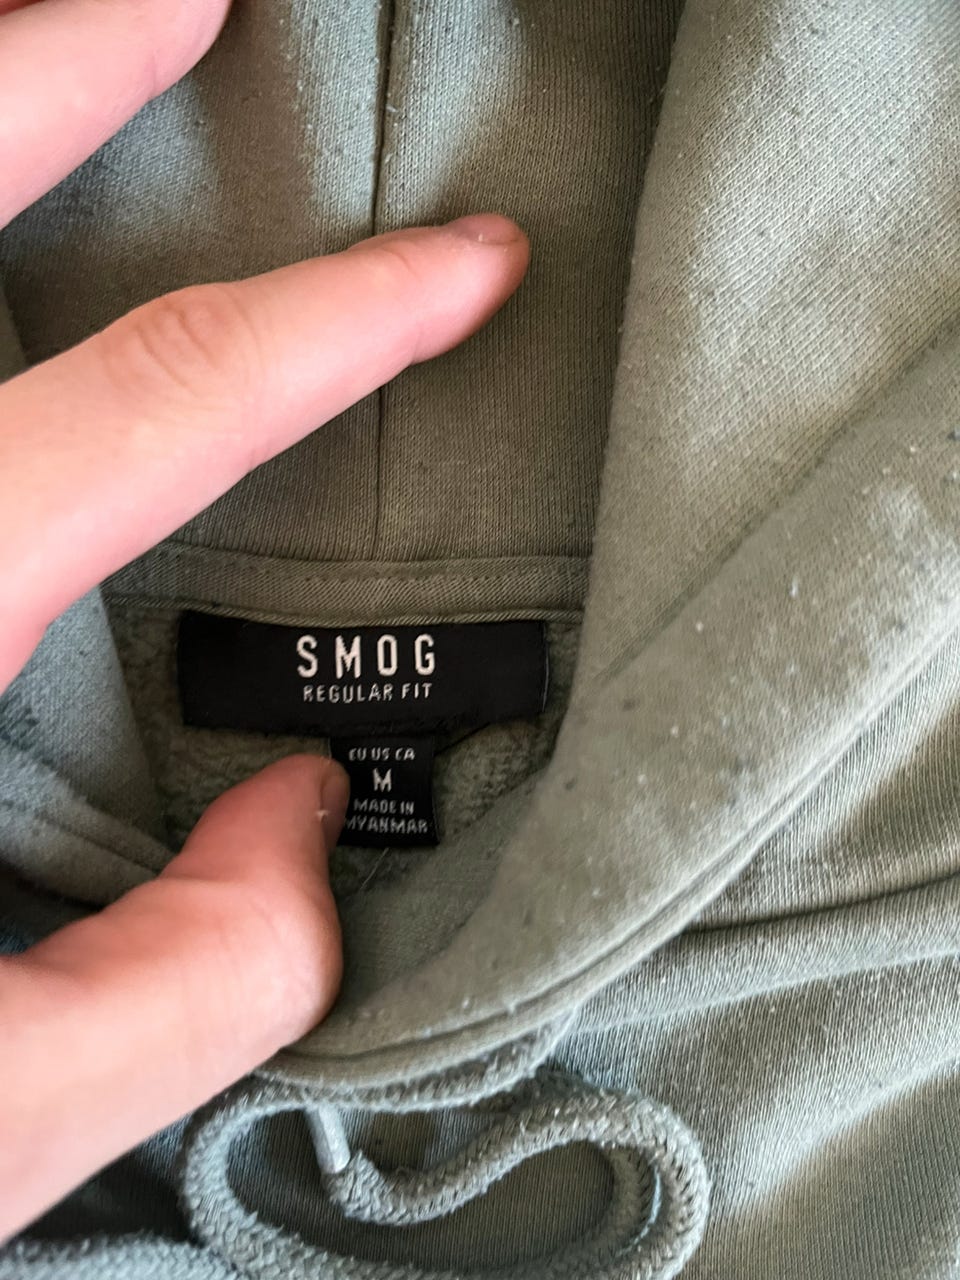 SMOG
REGULAR FIT
EU US CA
M
MADE IN
MYANMAR